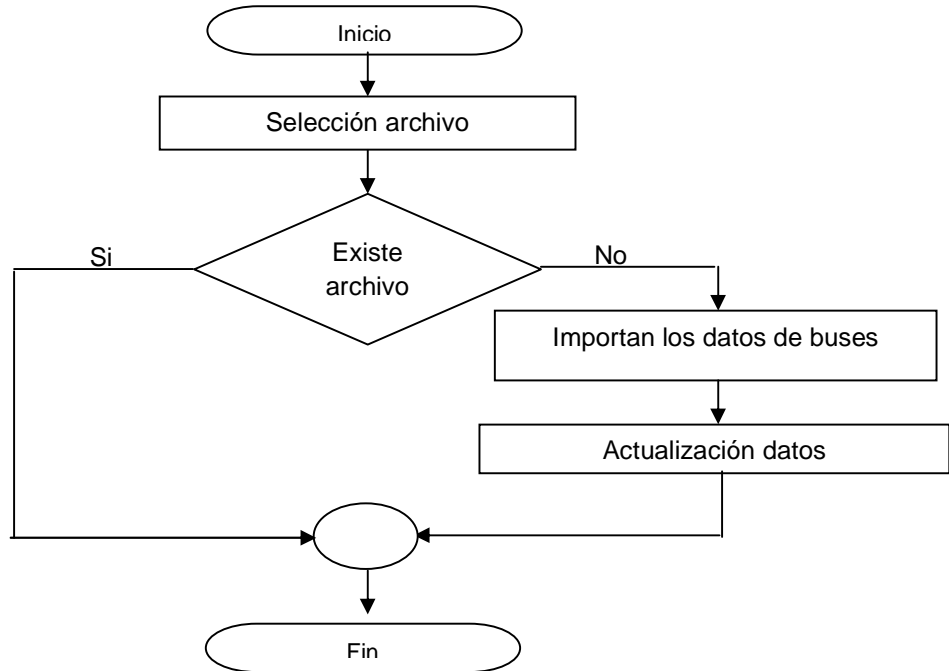 Inicio
Selección archivo
Existe
archivo
Si
No
Importan los datos de buses
Actualización datos
Fin